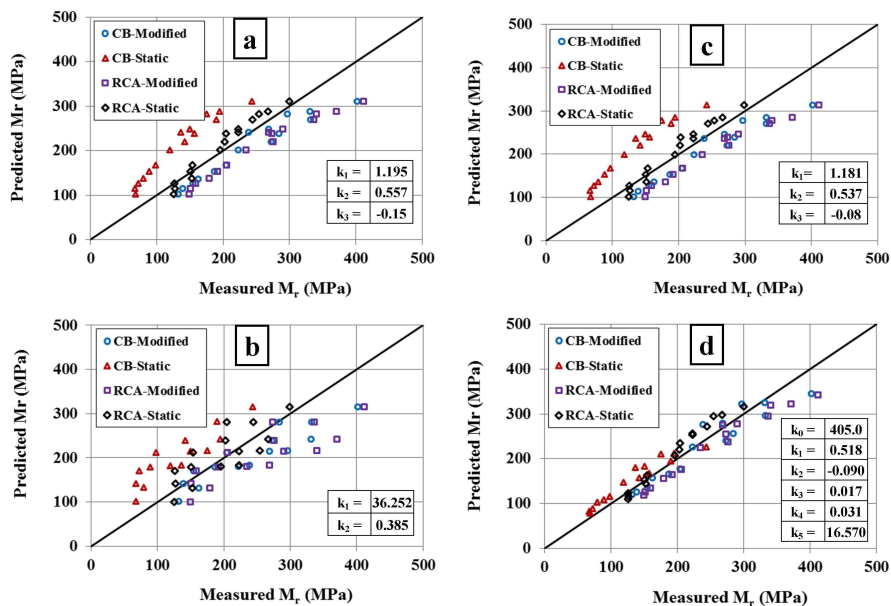 a
CB-Modified
CB-Static
RCA-Modified
RCA-Static
Predicted Mr (MPa)
500
400
300
200
100
0
k₁ = 1.195
k₂ = 0.557
k₃ = -0.15
0 100 200 300 400 500
Measured Mr (MPa)
c
CB-Modified
CB-Static
RCA-Modified
RCA-Static
Predicted Mr (MPa)
500
400
300
200
100
0
k₁= 1.181
k₂ = 0.537
k₃ = -0.08
0 100 200 300 400 500
Measured Mr (MPa)
b
CB-Modified
CB-Static
RCA-Modified
RCA-Static
Predicted Mr (MPa)
500
400
300
200
100
0
k₁ = 36.252
k₂ = 0.385
0 100 200 300 400 500
Measured Mr (MPa)
d
CB-Modified
CB-Static
RCA-Modified
RCA-Static
Predicted Mr (MPa)
500
400
300
200
100
0
k₀ = 405.0
k₁ = 0.518
k₂ = -0.090
k₃ = 0.017
k₄ = 0.031
k₅ = 16.570
0 100 200 300 400 500
Measured Mr (MPa)